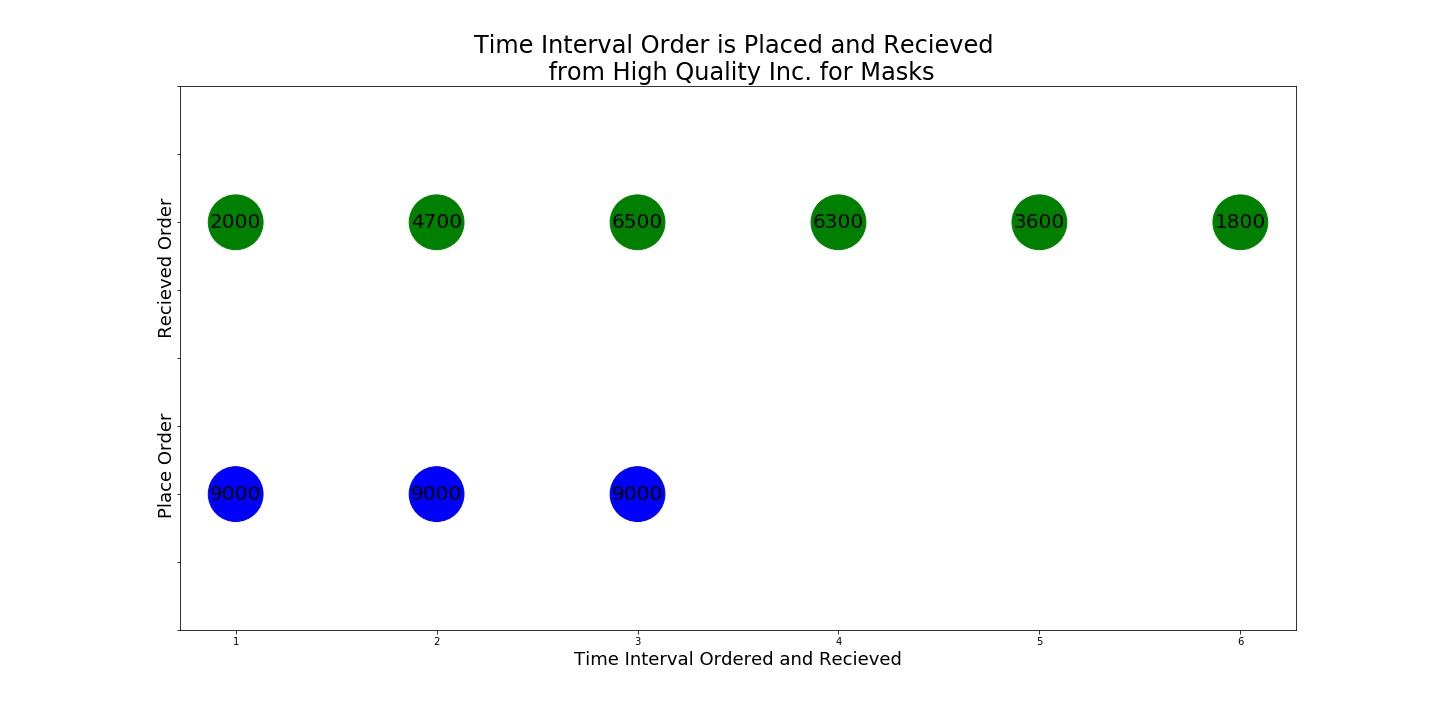 Time Interval Order is Placed and Recieved
from High Quality Inc. for Masks
Recieved Order
2000 4700 6500 6300 3600 1800
Place Order
9000 9000 9000
1 2 3 4 5 6
Time Interval Ordered and Recieved